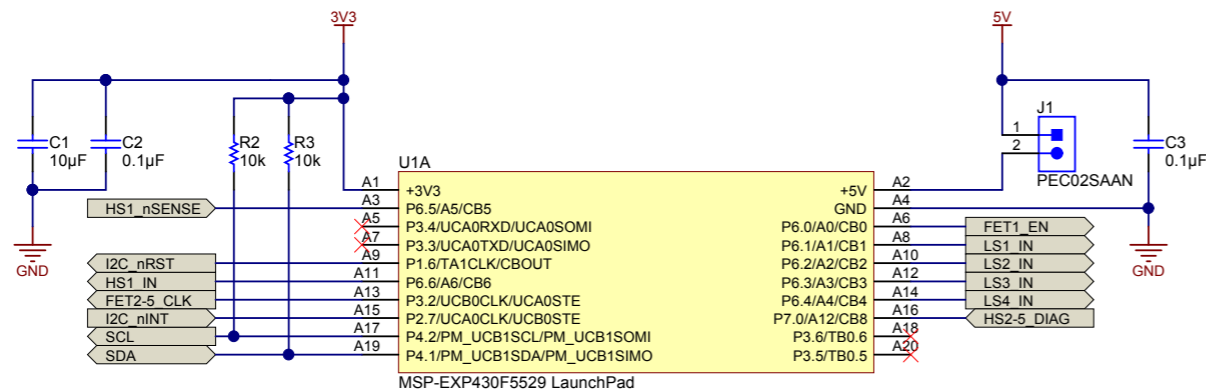 3V3
5V
C1
10µF
C2
0.1µF
R2
10k
R3
10k
J1
1
2
PEC02SAAN
C3
0.1µF
GND
GND
U1A
A1 +3V3 +5V A2
HS1_nSENSE A3 P6.5/A5/CB5 GND A4
A5 P3.4/UCA0RXD/UCA0SOMI P6.0/A0/CB0 A6 FET1_EN
A7 P3.3/UCA0TXD/UCA0SIMO P6.1/A1/CB1 A8 LS1_IN
I2C_nRST A9 P1.6/TA1CLK/CBOUT P6.2/A2/CB2 A10 LS2_IN
HS1_IN A11 P6.6/A6/CB6 P6.3/A3/CB3 A12 LS3_IN
FET2-5_CLK A13 P3.2/UCB0CLK/UCA0STE P6.4/A4/CB4 A14 LS4_IN
I2C_nINT A15 P2.7/UCA0CLK/UCB0STE P7.0/A12/CB8 A16 HS2-5_DIAG
SCL A17 P4.2/PM_UCB1SCL/PM_UCB1SOMI P3.6/TB0.6 A18
SDA A19 P4.1/PM_UCB1SDA/PM_UCB1SIMO P3.5/TB0.5 A20
MSP-EXP430F5529 LaunchPad